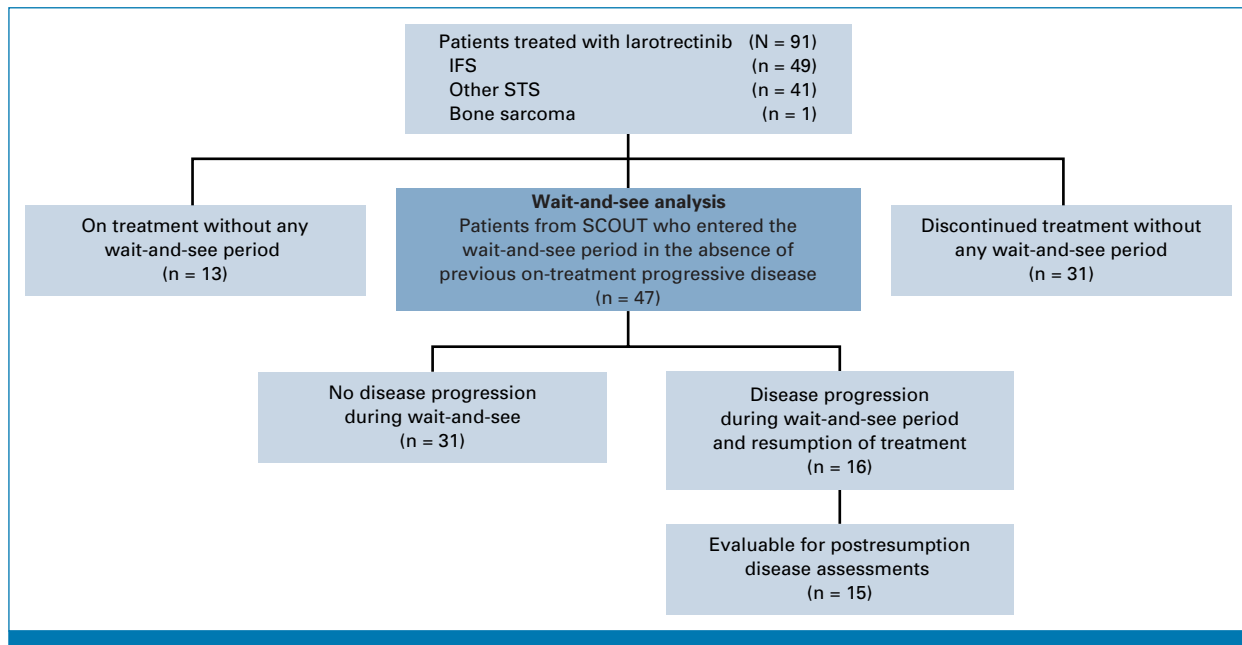 Patients treated with larotrectinib (N = 91)
IFS (n = 49)
Other STS (n = 41)
Bone sarcoma (n = 1)
On treatment without any
wait-and-see period
(n = 13)
Wait-and-see analysis
Patients from SCOUT who entered the
wait-and-see period in the absence of
previous on-treatment progressive disease
(n = 47)
Discontinued treatment without
any wait-and-see period
(n = 31)
No disease progression
during wait-and-see
(n = 31)
Disease progression
during wait-and-see period
and resumption of treatment
(n = 16)
Evaluable for postresumption
disease assessments
(n = 15)